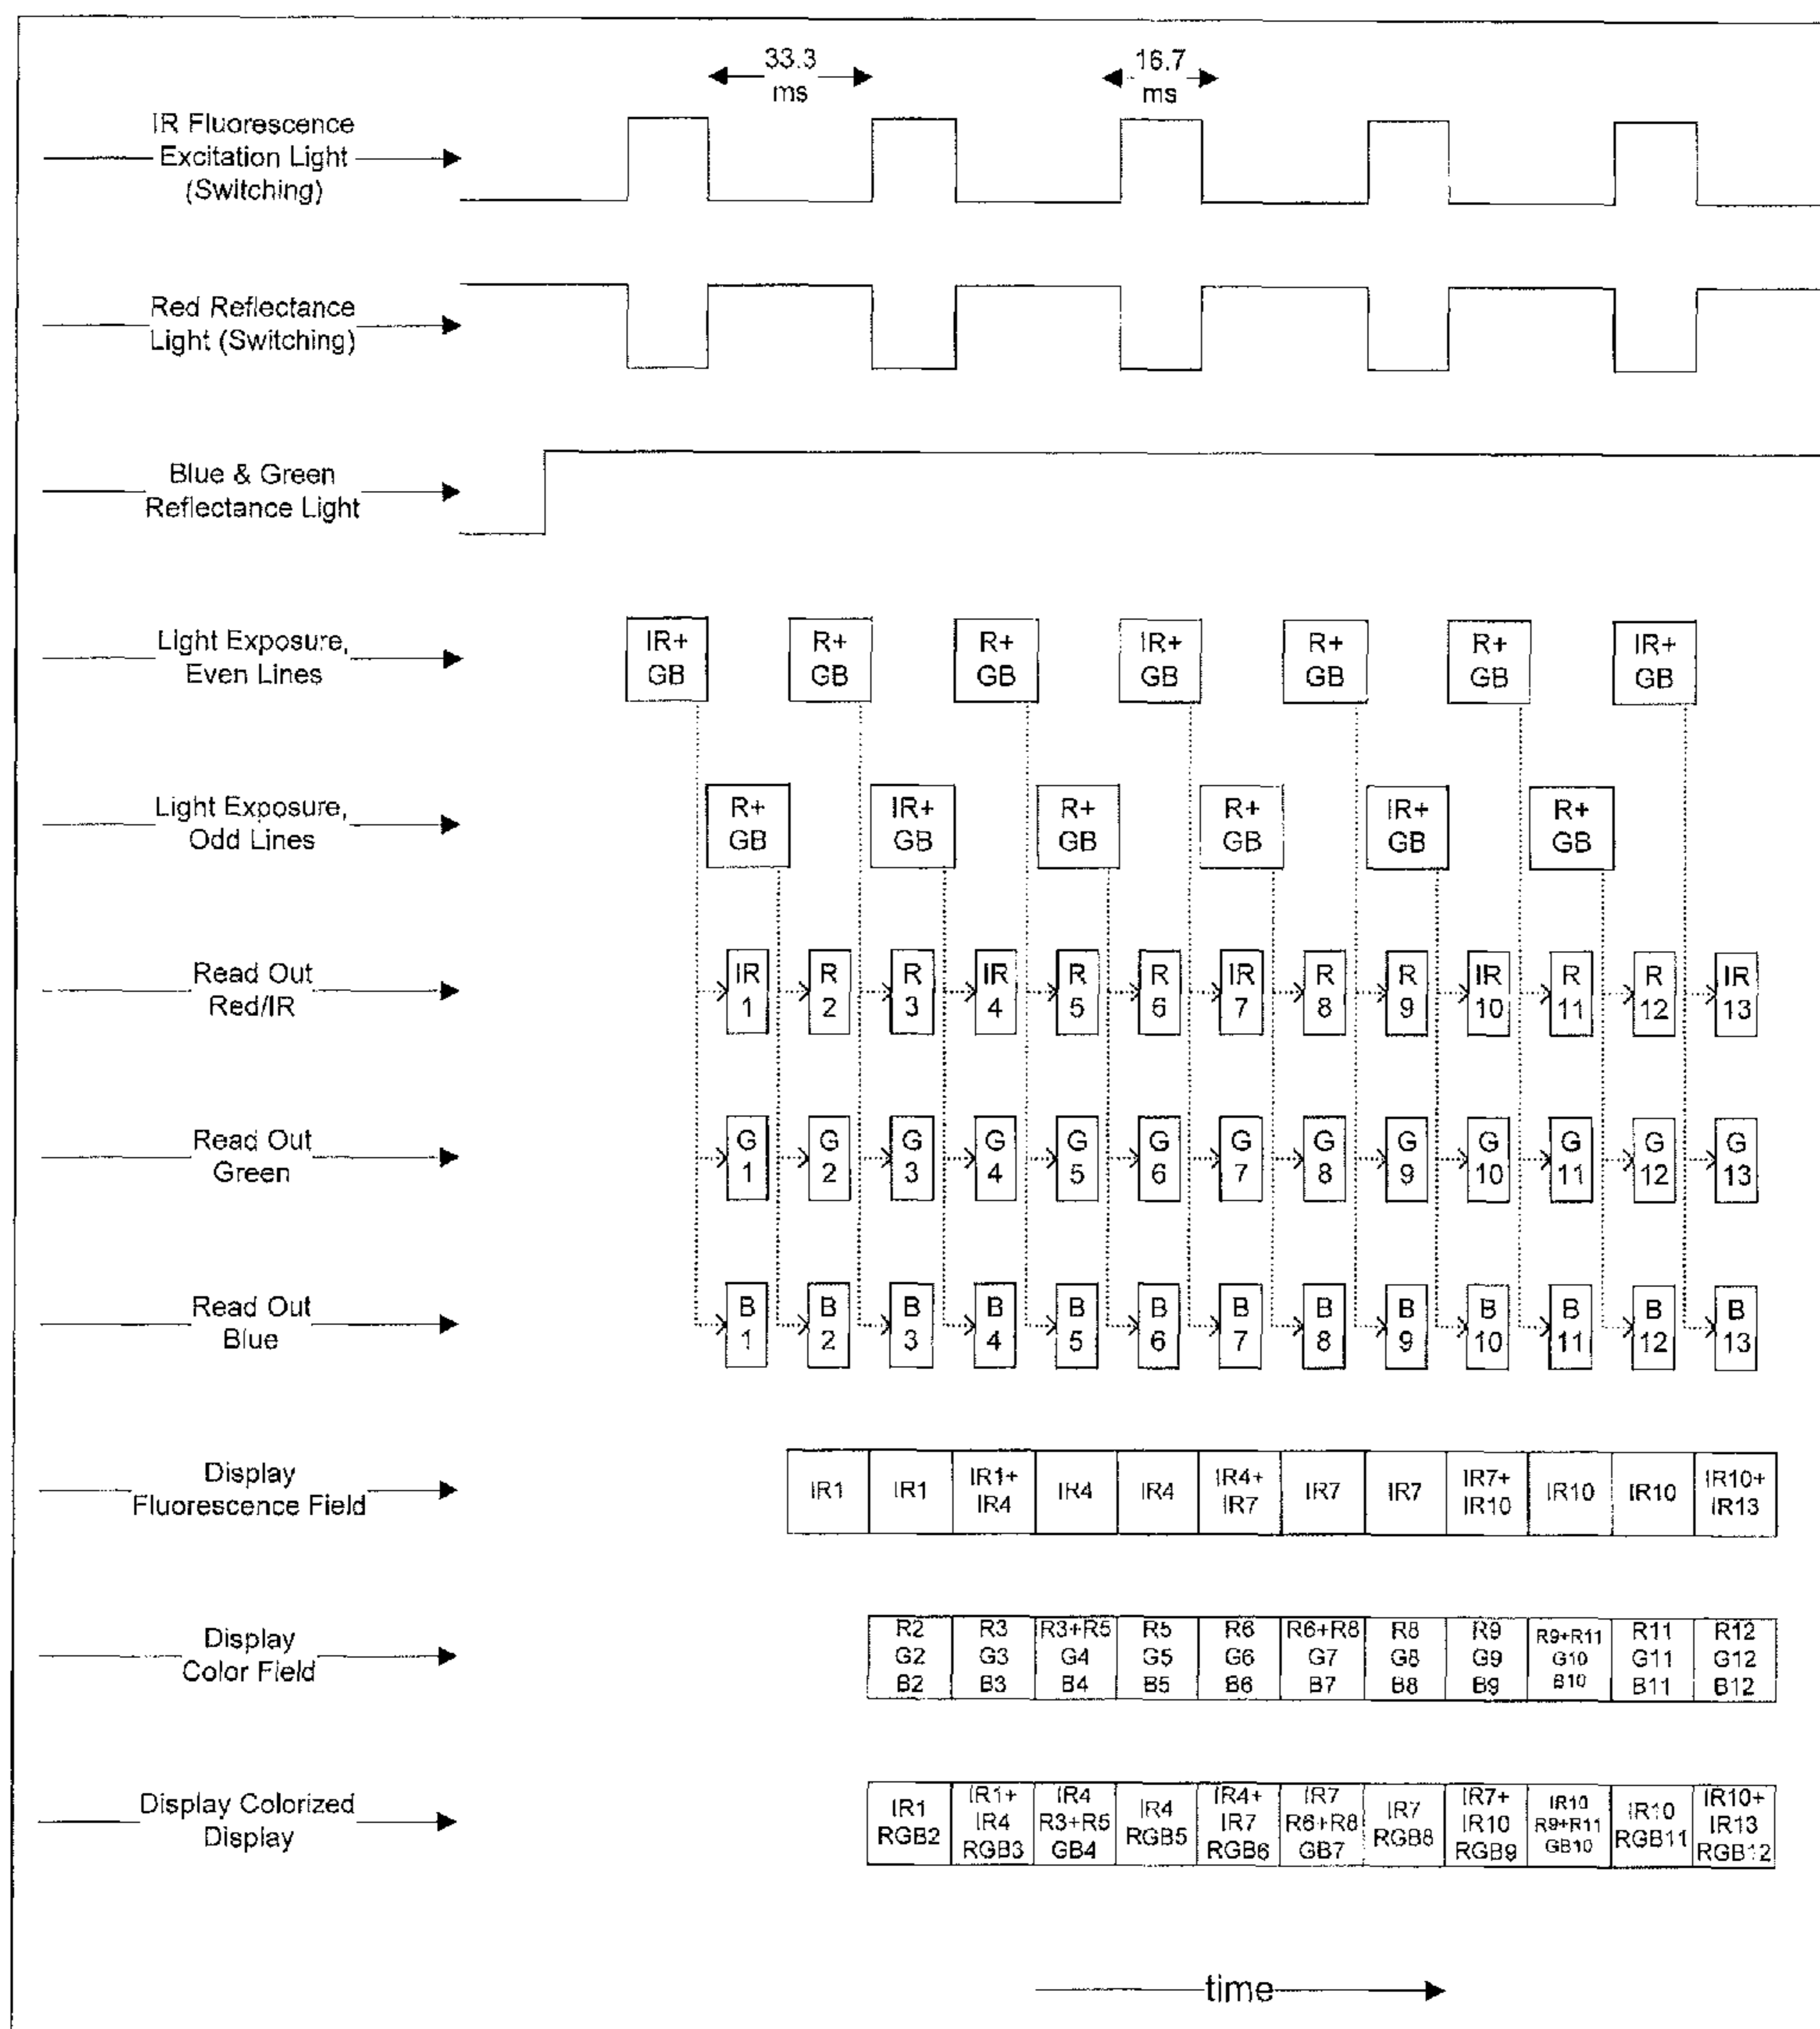 33.3
ms
16.7
ms
IR Fluorescence
Excitation Light
(Switching)
Red Reflectance
Light (Switching)
Blue & Green
Reflectance Light
Light Exposure,
Even Lines
IR+ R+ R+ IR+ R+ R+ IR+
GB GB GB GB GB GB GB
Light Exposure,
Odd Lines
R+ IR+ R+ R+ IR+ R+
GB GB GB GB GB GB
Read Out
Red/IR
IR R R IR R R IR R R IR R R IR
1 2 3 4 5 6 7 8 9 10 11 12 13
Read Out
Green
G G G G G G G G G G G G G
1 2 3 4 5 6 7 8 9 10 11 12 13
Read Out
Blue
B B B B B B B B B B B B B
1 2 3 4 5 6 7 8 9 10 11 12 13
Display
Fluorescence Field
IR1 IR1 IR1+ IR4 IR4 IR4+ IR7 IR7 IR7+ IR10 IR10 IR10+
IR4 IR7 IR10 IR13
Display
Color Field
R2 R3 R3+R5 R5 R6 R6+R8 R8 R9 R9+R11 R11 R12
G2 G3 G4 G5 G6 G7 G8 G9 G10 G11 G12
B2 B3 B4 B5 B6 B7 B8 B9 B10 B11 B12
Display Colorized
Display
IR1
RGB2
IR1+
IR4
RGB3
IR4
R3+R5
GB4
IR4
RGB5
IR4+
IR7
RGB6
IR7
R6+R8
GB7
IR7
RGB8
IR7+
IR10
RGB9
IR10
R9+R11
GB10
IR10
RGB11
IR10+
IR13
RGB12
time